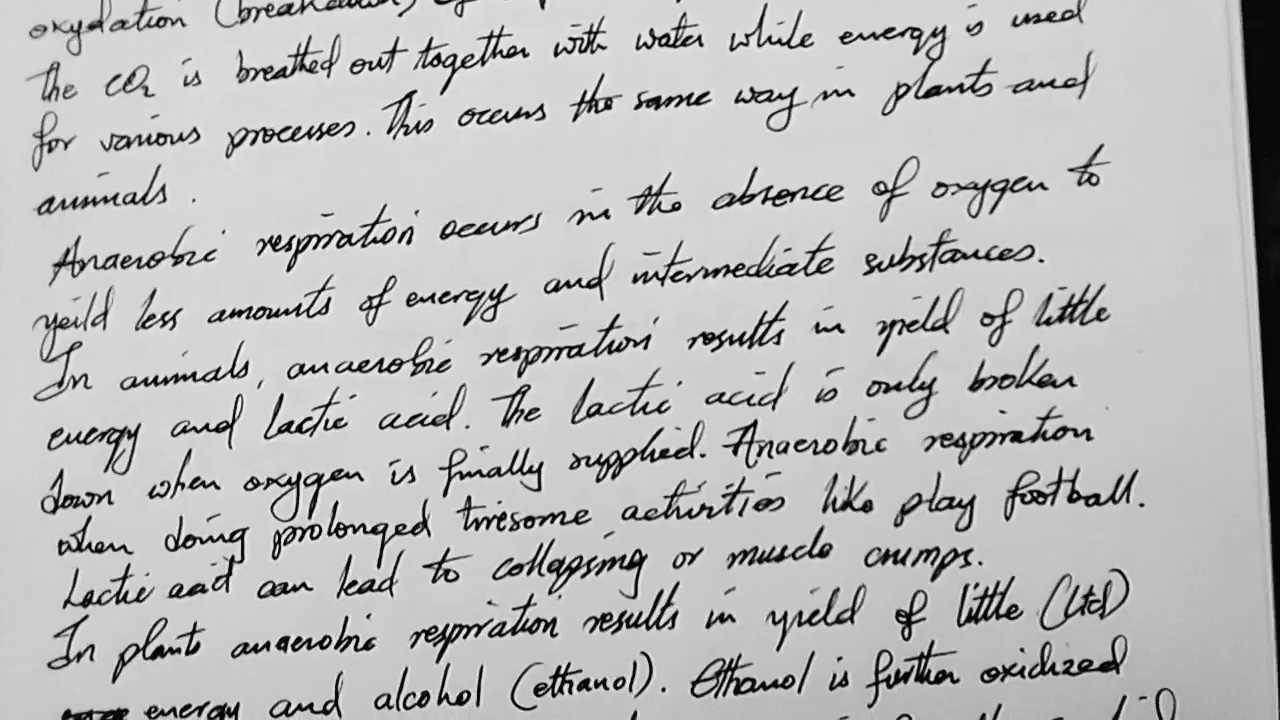 oxydation (breakdown)
The CO2 is breathed out together with water while energy is used
for various processes. This occurs the same way in plants and
animals.
Anaerobic respiration occurs in the absence of oxygen to
yeild less amounts of energy and intermediate substances.
In animals, anaerobic respiration results in yield of little
energy and lactic acid. The lactic acid is only broken
down when oxygen is finally supplied. Anaerobic respiration
when doing prolonged tiresome activities like play football.
Lactic acid can lead to collapsing or muscle crumps.
In plants anaerobic respiration results in yield of little (Ltd)
energy and alcohol (ethanol). Ethanol is further oxidized